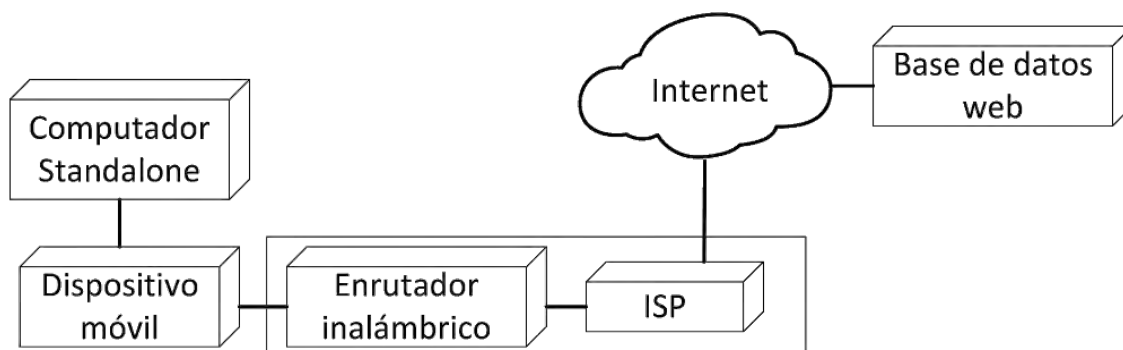 Internet
Base de datos
web
Computador
Standalone
Dispositivo
móvil
Enrutador
inalámbrico
ISP